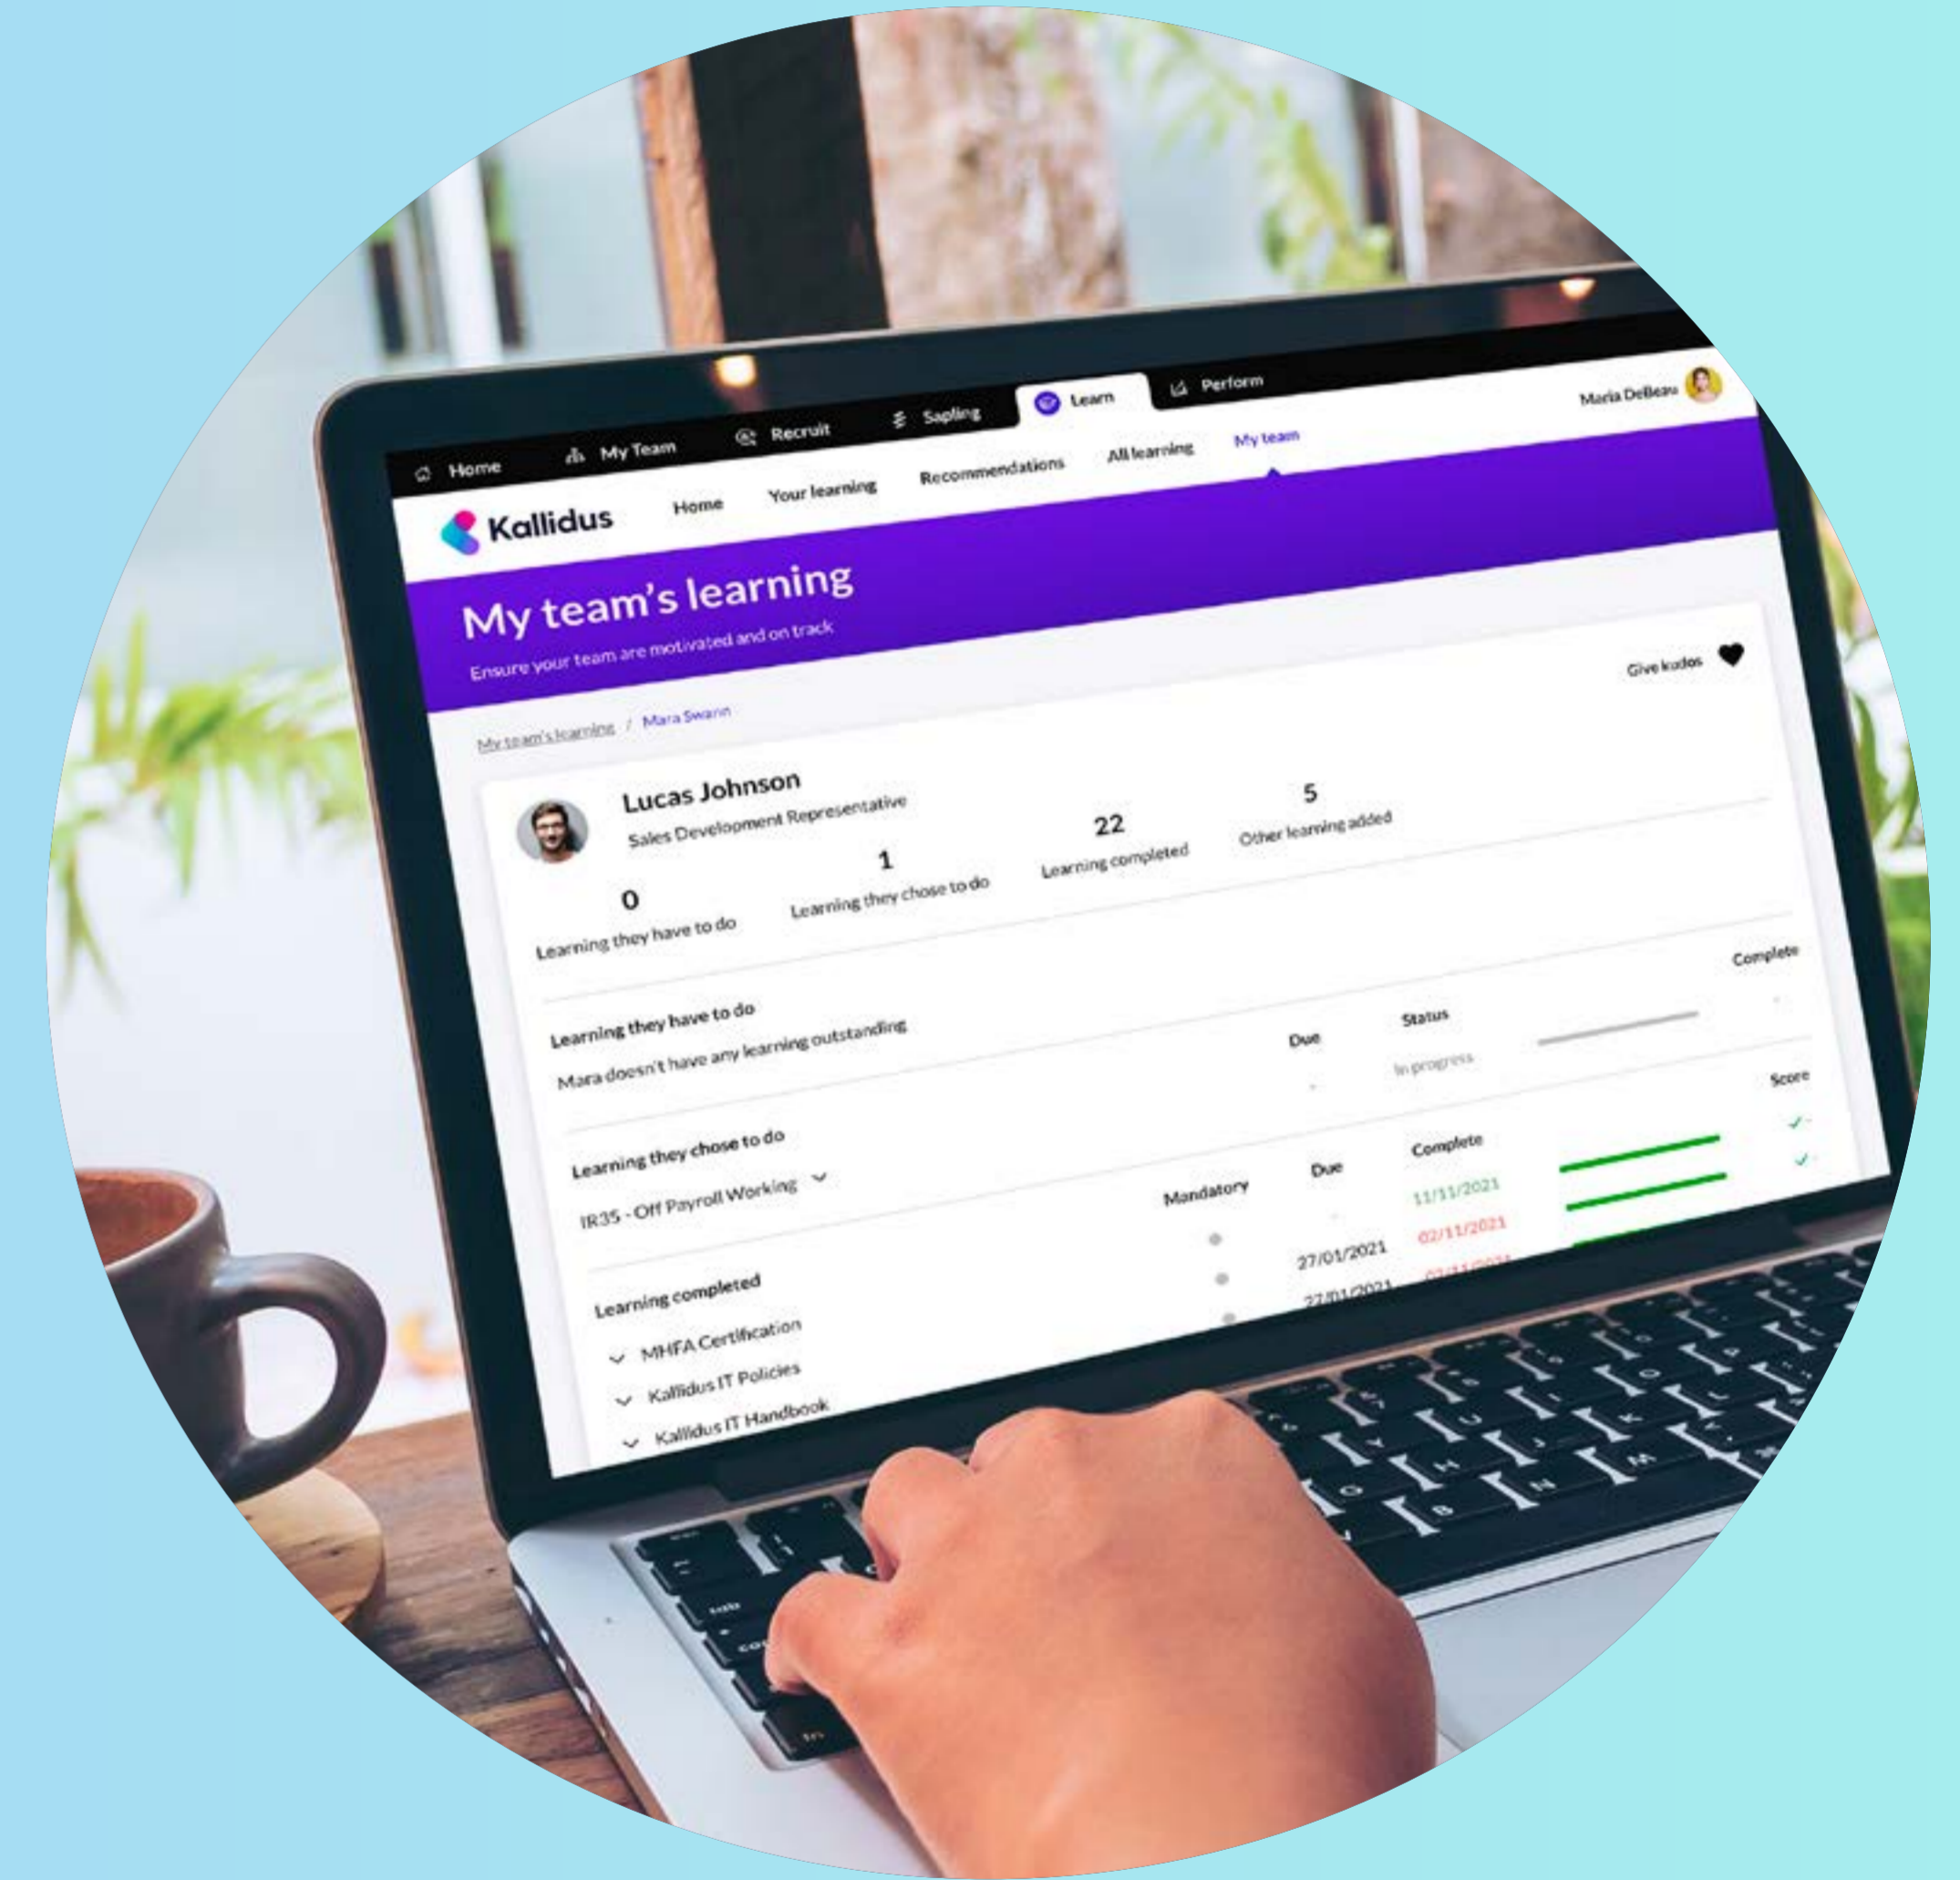 Home My Team Recruit Sapling Learn Perform
Kallidus Home Your learning Recommendations All learning My team Maria DeBeau
My team's learning
Ensure your team are motivated and on track
My team's learning / Mara Swann
Give kudos
Lucas Johnson
Sales Development Representative
0 1 22 5
Learning they have to do Learning they chose to do Learning completed Other learning added
Learning they have to do
Mara doesn't have any learning outstanding
Learning they chose to do Due Status Complete
IR35 - Off Payroll Working - In progress -
Learning completed Mandatory Due Complete Score
MHFA Certification - 11/11/2021 -
Kallidus IT Policies 27/01/2021 02/11/2021
Kallidus IT Handbook 27/01/2021
tab
fn
Y U I O P
G H J K L
V B N M